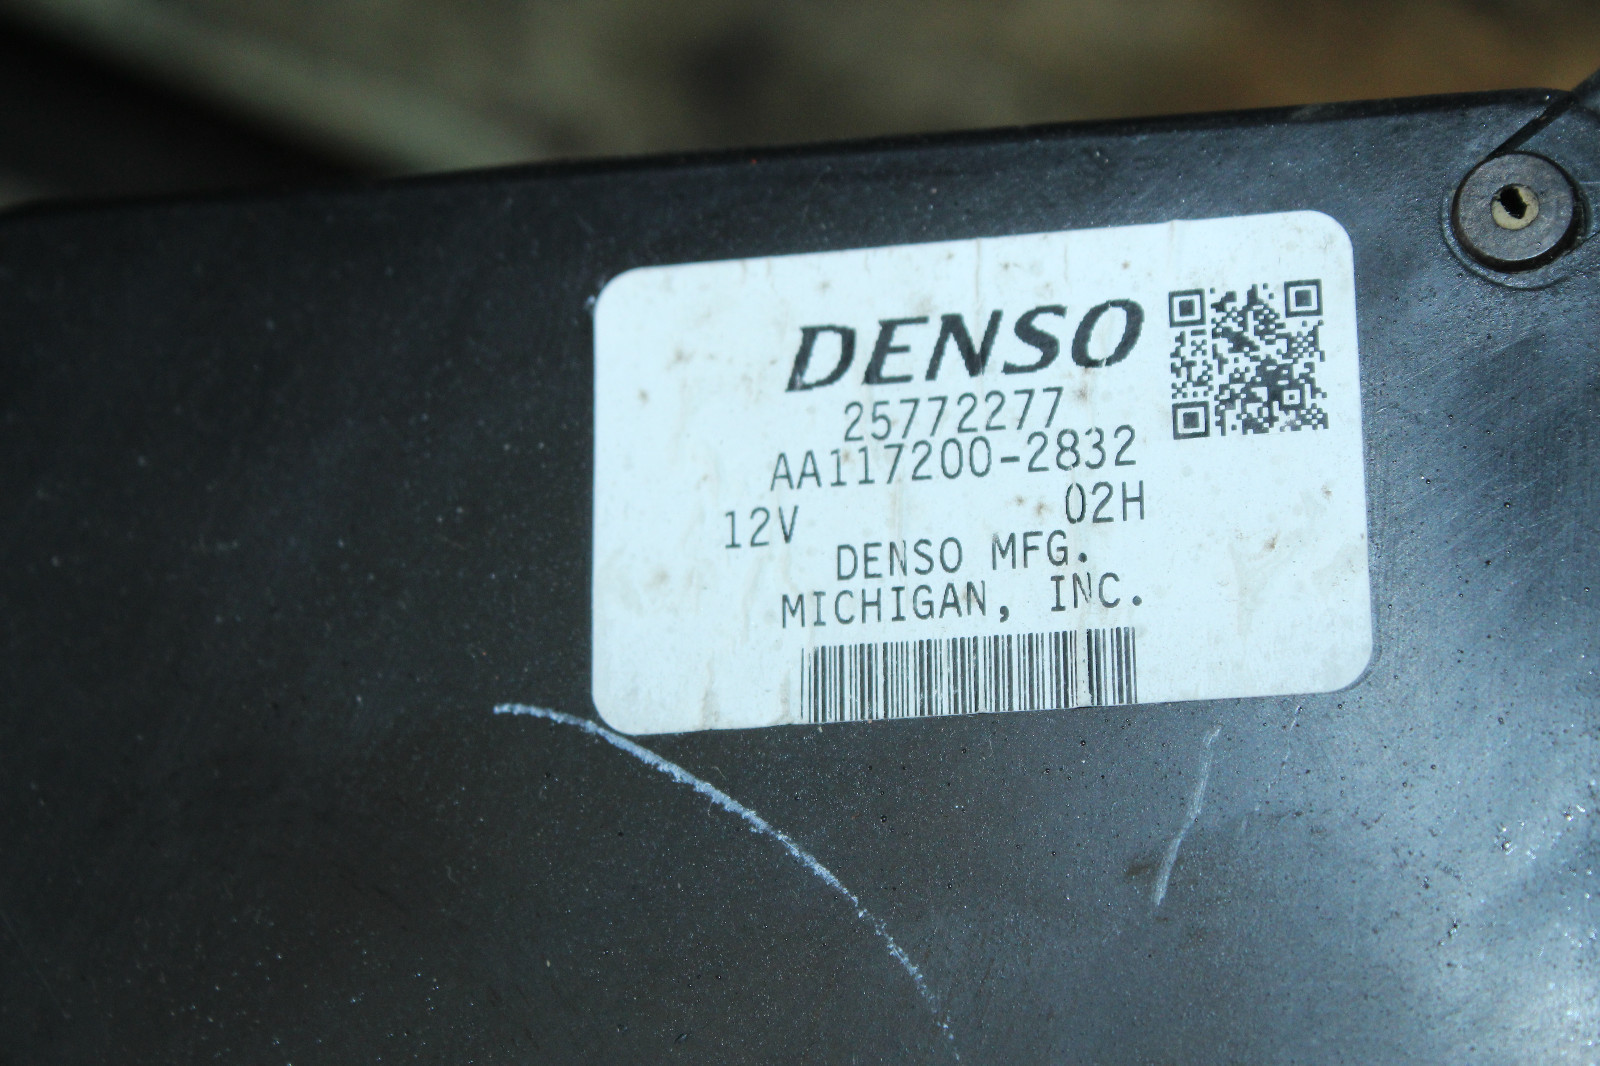 DENSO
25772277
AA117200-2832
12V 02H
DENSO MFG.
MICHIGAN, INC.